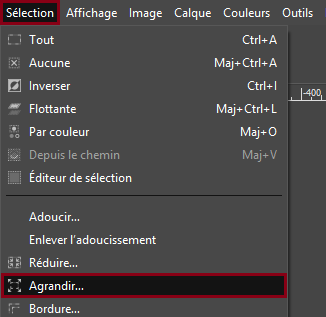 Sélection Affichage Image Calque Couleurs Outils
Tout Ctrl+A
Aucune Maj+Ctrl+A
Inverser Ctrl+I
Flottante Maj+Ctrl+L
Par couleur Maj+O
Depuis le chemin Maj+V
Éditeur de sélection
Adoucir...
Enlever l'adoucissement
Réduire...
Agrandir...
Bordure...
-400